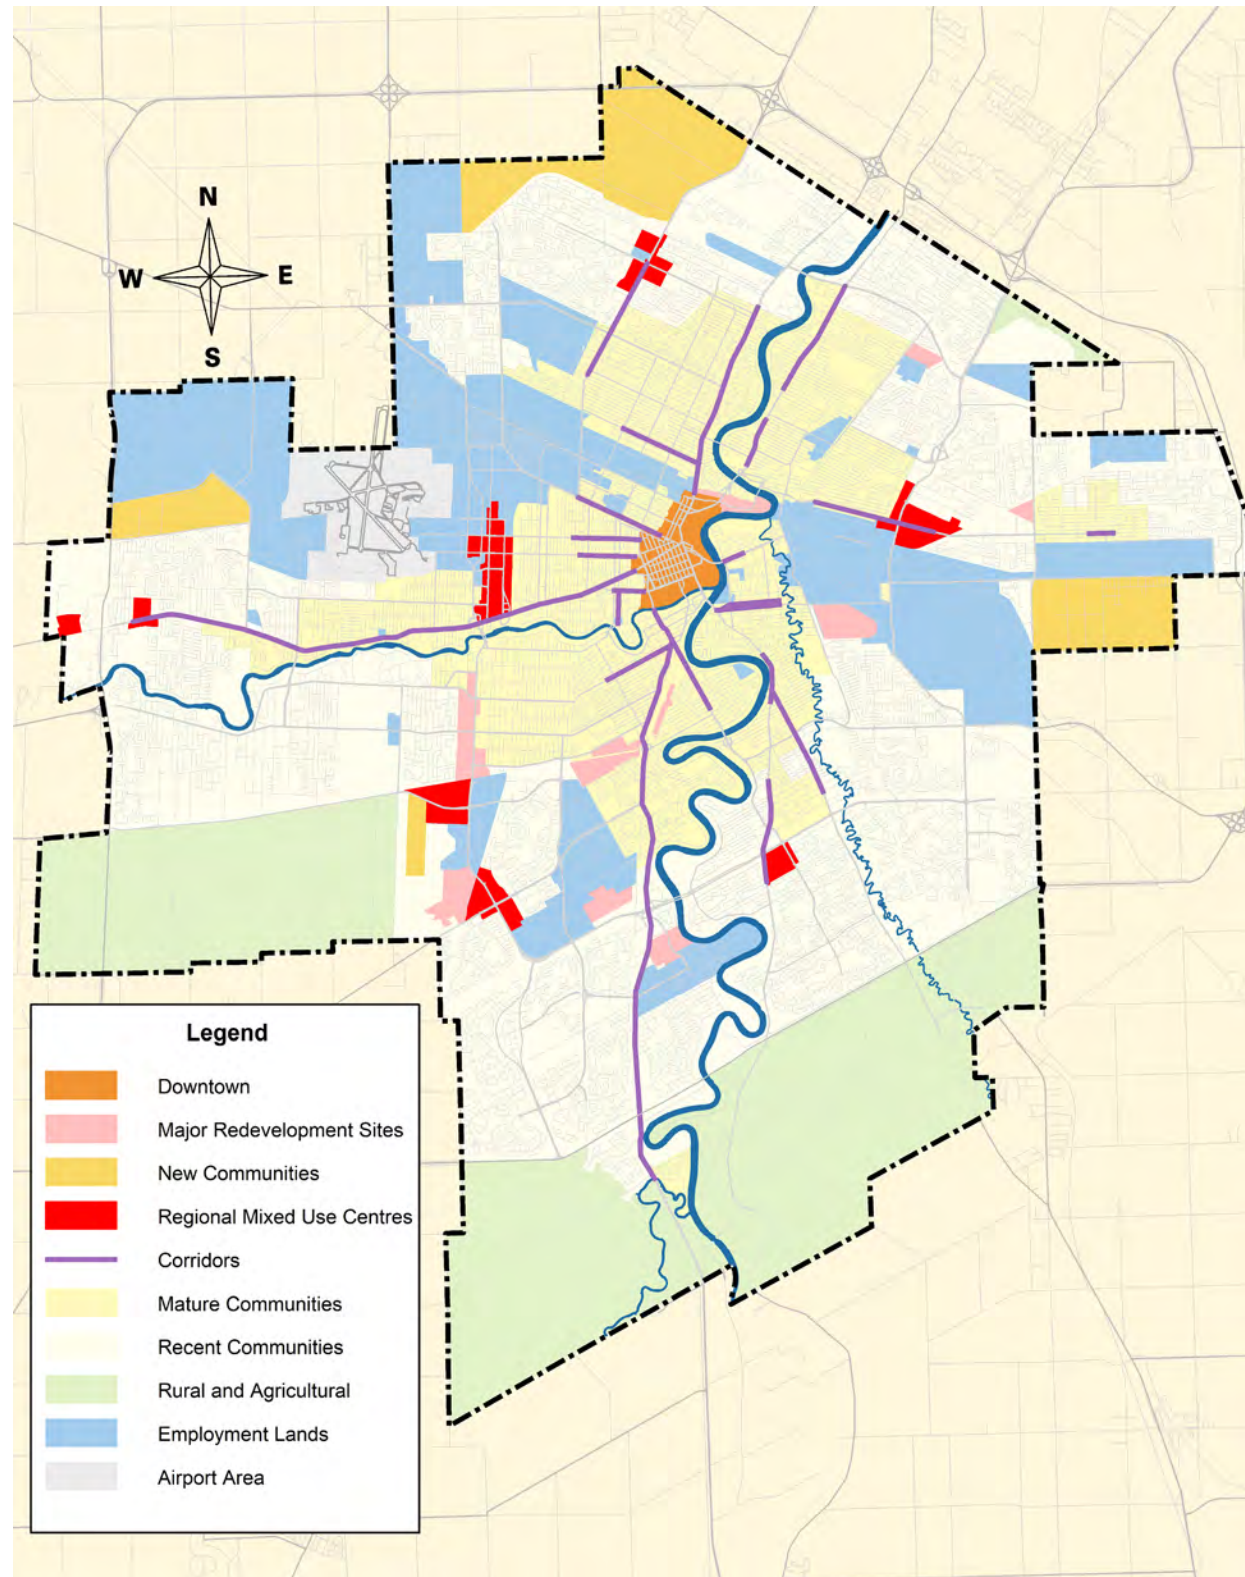 N
W E
S
Legend
Downtown
Major Redevelopment Sites
New Communities
Regional Mixed Use Centres
Corridors
Mature Communities
Recent Communities
Rural and Agricultural
Employment Lands
Airport Area